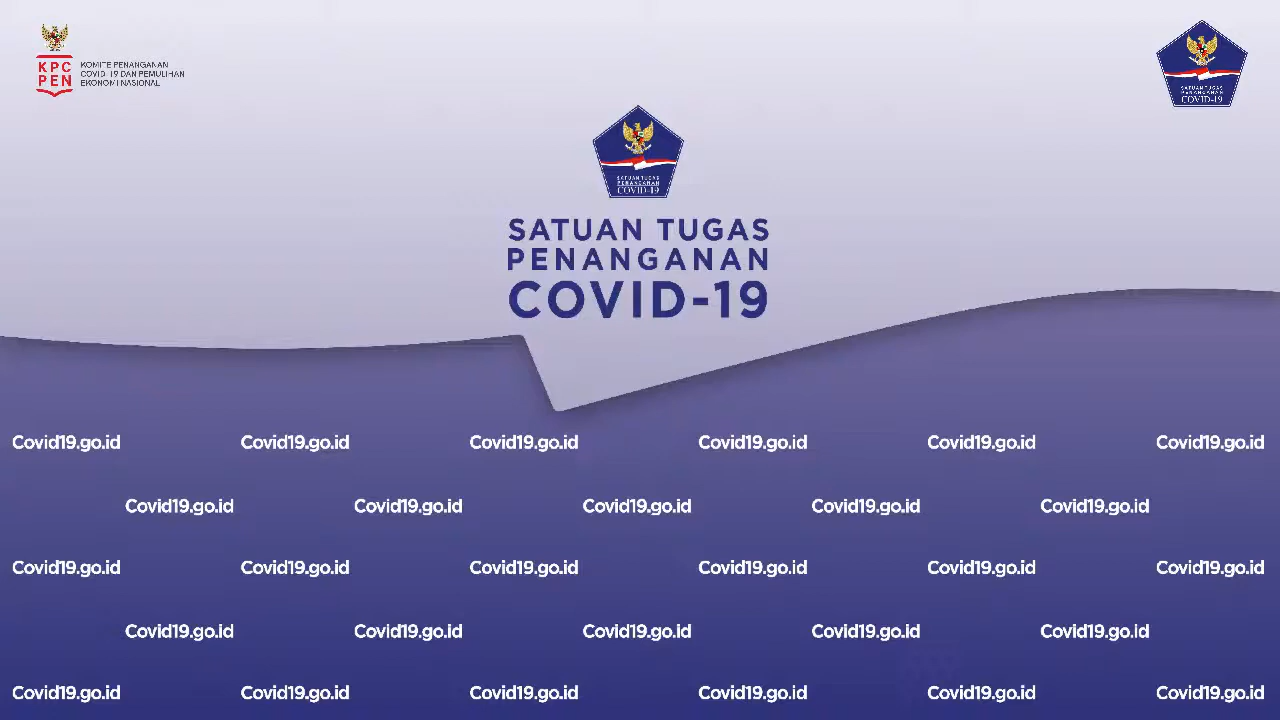 KPC
PEN
KOMITE PENANGANAN
COVID-19 DAN PEMULIHAN
EKONOMI NASIONAL
SATUAN TUGAS
PENANGANAN
COVID-19
SATUAN TUGAS
PENANGANAN
COVID-19
SATUAN TUGAS
PENANGANAN
COVID-19
Covid19.go.id Covid19.go.id Covid19.go.id Covid19.go.id Covid19.go.id Covid19.go.id
Covid19.go.id Covid19.go.id Covid19.go.id Covid19.go.id Covid19.go.id
Covid19.go.id Covid19.go.id Covid19.go.id Covid19.go.id Covid19.go.id Covid19.go.id
Covid19.go.id Covid19.go.id Covid19.go.id Covid19.go.id Covid19.go.id
Covid19.go.id Covid19.go.id Covid19.go.id Covid19.go.id Covid19.go.id Covid19.go.id